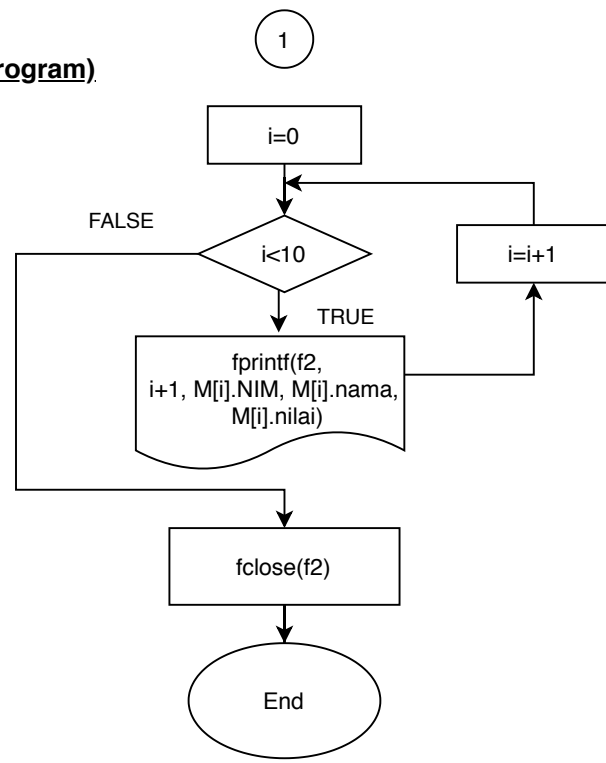 1
rogram)
i=0
FALSE
i<10
i=i+1
TRUE
fprintf(f2,
i+1, M[i].NIM, M[i].nama,
M[i].nilai)
fclose(f2)
End